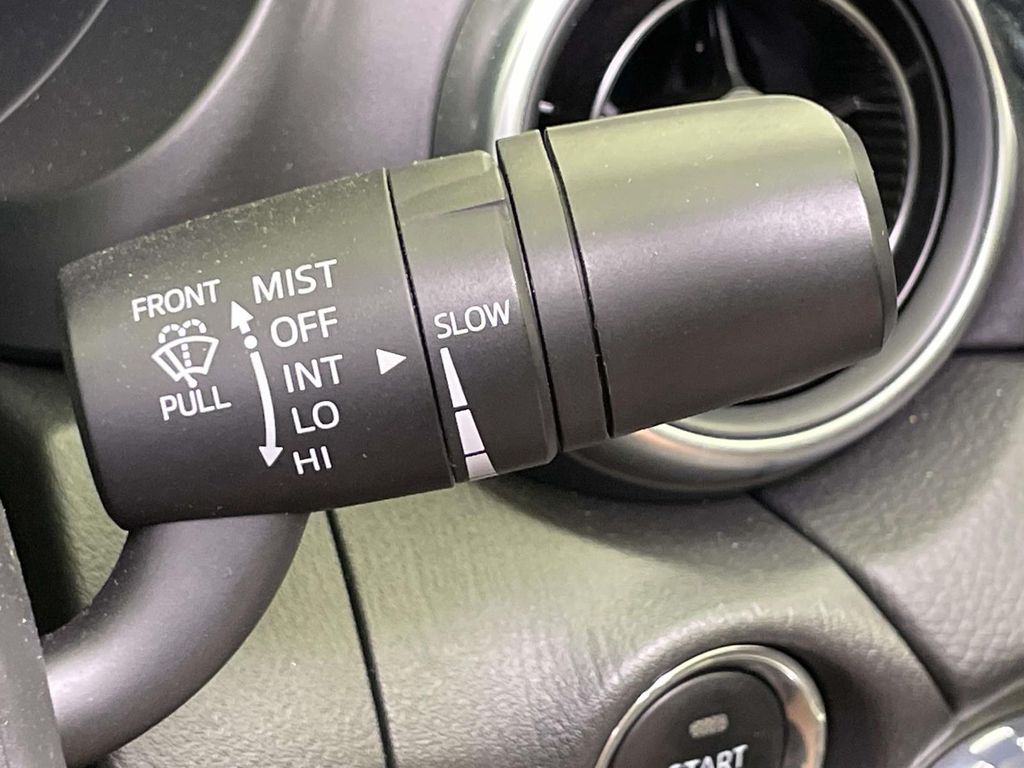 FRONT
PULL
MIST
OFF
INT
LO
HI
SLOW
START